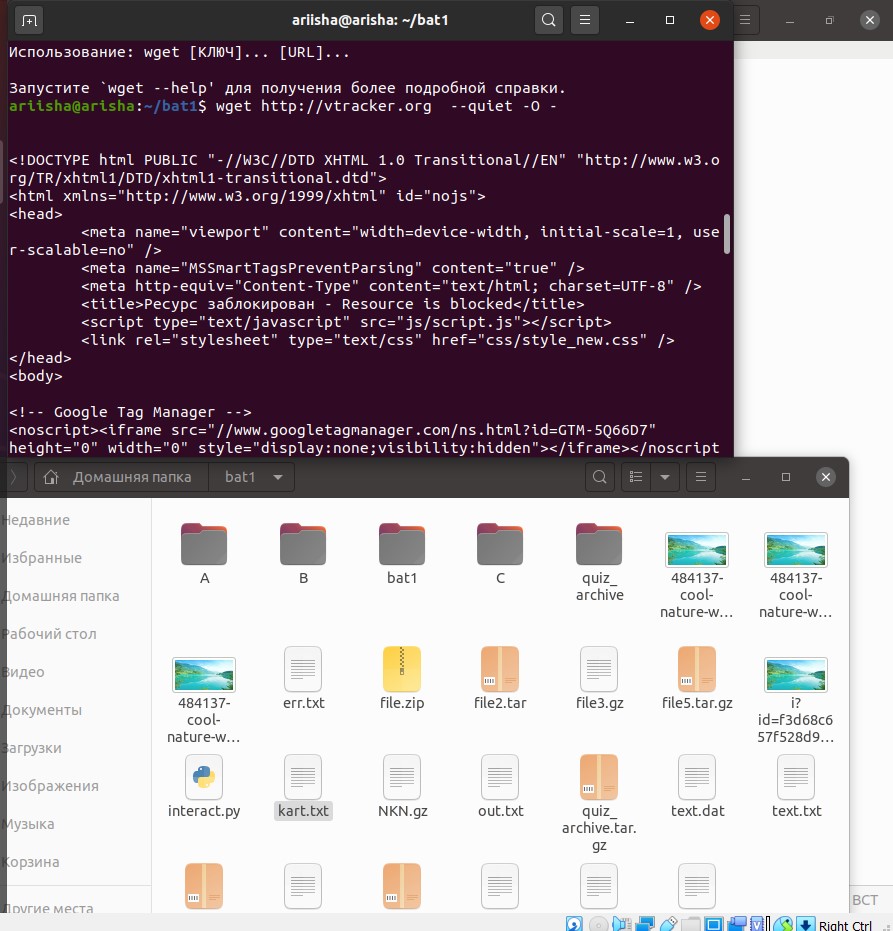 ariisha@arisha: ~/bat1
Использование: wget [КЛЮЧ]... [URL]...
Запустите `wget --help' для получения более подробной справки.
ariisha@arisha:~/bat1$ wget http://vtracker.org  --quiet -O -
<!DOCTYPE html PUBLIC "-//W3C//DTD XHTML 1.0 Transitional//EN" "http://www.w3.o
rg/TR/xhtml1/DTD/xhtml1-transitional.dtd">
<html xmlns="http://www.w3.org/1999/xhtml" id="nojs">
<head>
<meta name="viewport" content="width=device-width, initial-scale=1, use
r-scalable=no" />
<meta name="MSSmartTagsPreventParsing" content="true" />
<meta http-equiv="Content-Type" content="text/html; charset=UTF-8" />
<title>Ресурс заблокирован - Resource is blocked</title>
<script type="text/javascript" src="js/script.js"></script>
<link rel="stylesheet" type="text/css" href="css/style_new.css" />
</head>
<body>
<!-- Google Tag Manager -->
<noscript><iframe src="//www.googletagmanager.com/ns.html?id=GTM-5Q66D7"
height="0" width="0" style="display:none;visibility:hidden"></iframe></noscript
Домашняя папка
bat1
Недавние
Избранные
Домашняя папка
Рабочий стол
Видео
Документы
Загрузки
Изображения
Музыка
Корзина
Другие места
A
B
bat1
C
quiz_
archive
484137-
cool-
nature-w...
484137-
cool-
nature-w...
484137-
cool-
nature-w...
err.txt
file.zip
file2.tar
file3.gz
file5.tar.gz
i?
id=f3d68c6
57f528d9...
interact.py
kart.txt
NKN.gz
out.txt
quiz_
archive.tar.
gz
text.dat
text.txt
ВСТ
Right Ctrl